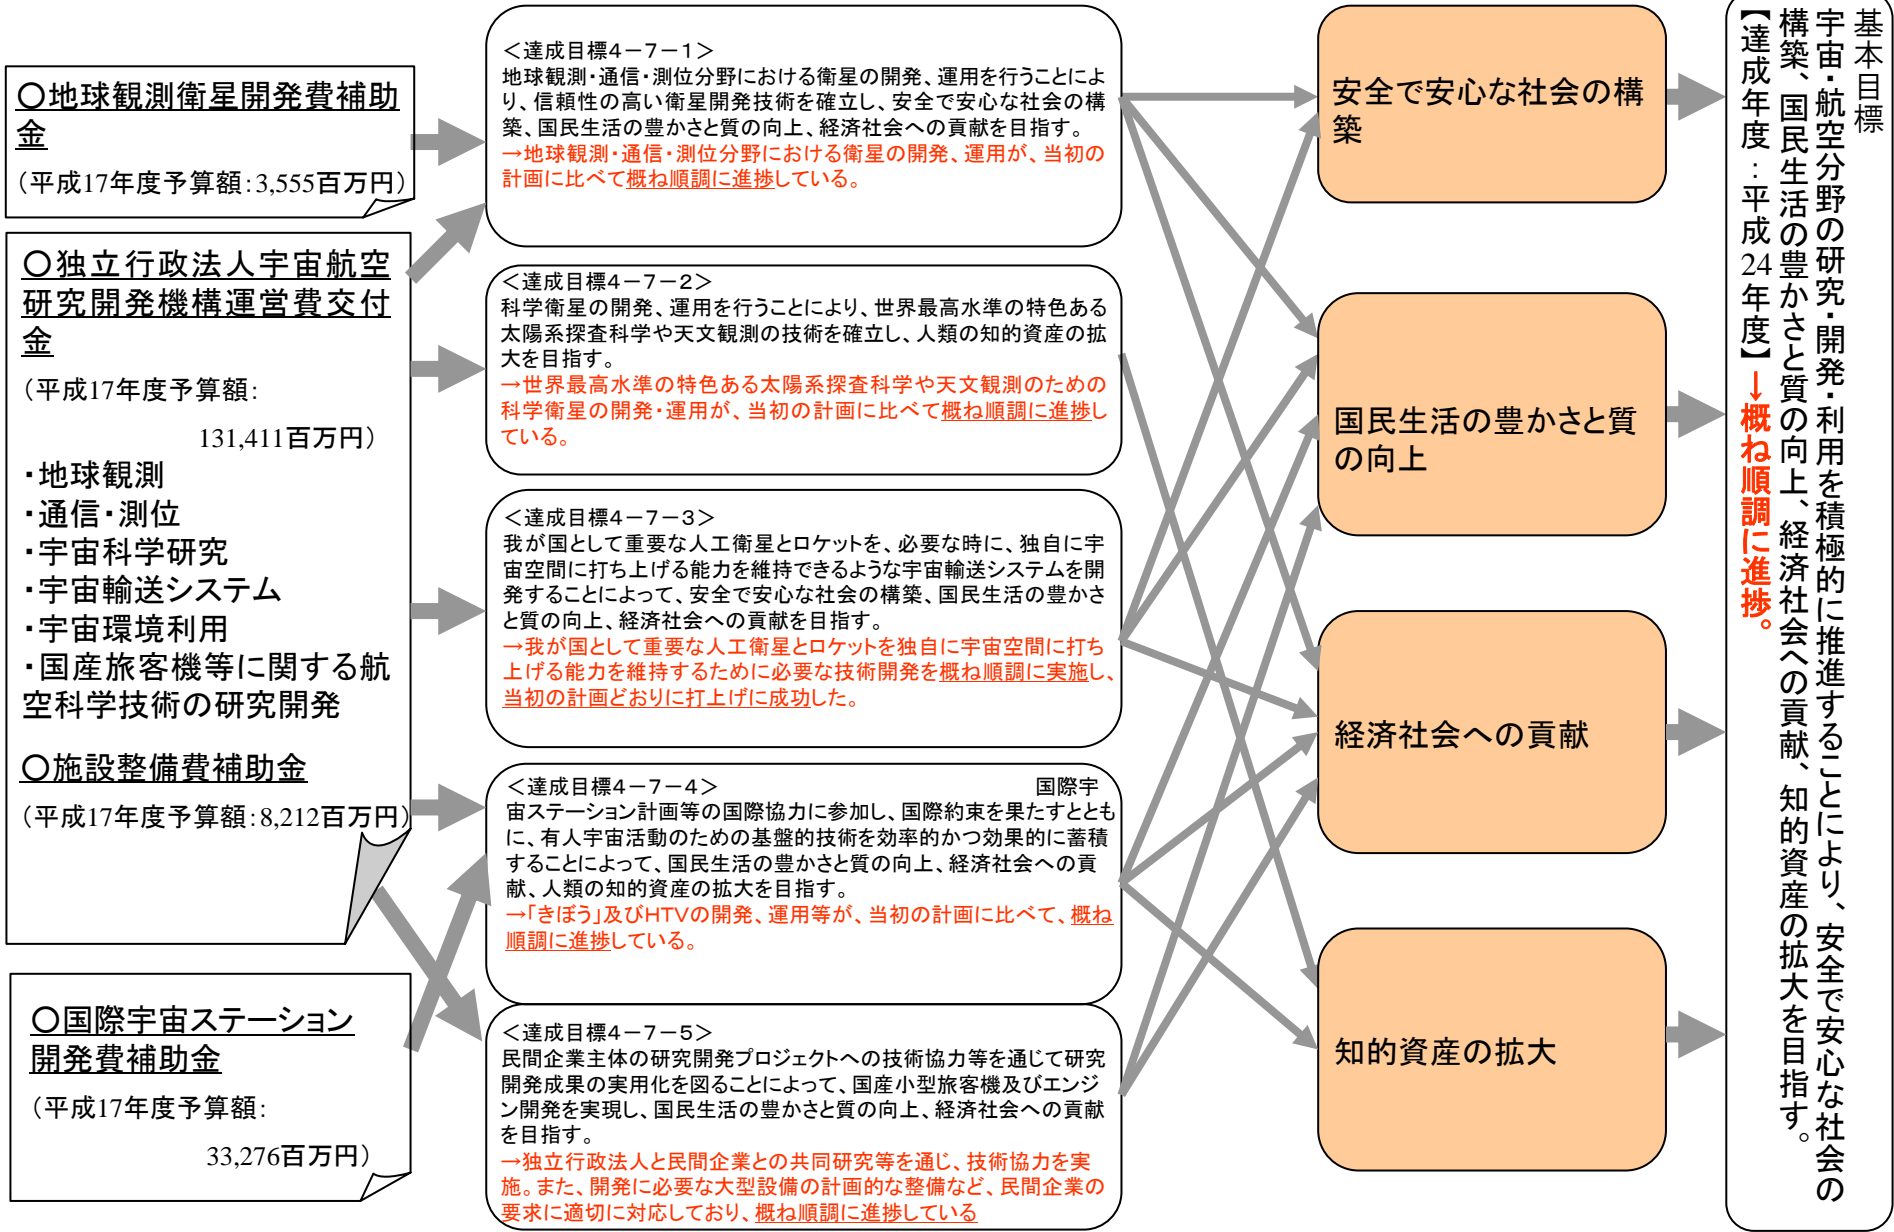 〇地球観測衛星開発費補助
金
（平成17年度予算額：3,555百万円）
〇独立行政法人宇宙航空
研究開発機構運営費交付
金
（平成17年度予算額：
131,411百万円）
・地球観測
・通信・測位
・宇宙科学研究
・宇宙輸送システム
・宇宙環境利用
・国産旅客機等に関する航
空科学技術の研究開発
〇施設整備費補助金
（平成17年度予算額：8,212百万円）
〇国際宇宙ステーション
開発費補助金
（平成17年度予算額：
33,276百万円）
＜達成目標４－７－１＞
地球観測・通信・測位分野における衛星の開発、運用を行うことによ
り、信頼性の高い衛星開発技術を確立し、安全で安心な社会の構
築、国民生活の豊かさと質の向上、経済社会への貢献を目指す。
→地球観測・通信・測位分野における衛星の開発、運用が、当初の
計画に比べて概ね順調に進捗している。
＜達成目標４－７－２＞
科学衛星の開発、運用を行うことにより、世界最高水準の特色ある
太陽系探査科学や天文観測の技術を確立し、人類の知的資産の拡
大を目指す。
→世界最高水準の特色ある太陽系探査科学や天文観測のための
科学衛星の開発・運用が、当初の計画に比べて概ね順調に進捗し
ている。
＜達成目標４－７－３＞
我が国として重要な人工衛星とロケットを、必要な時に、独自に宇
宙空間に打ち上げる能力を維持できるような宇宙輸送システムを開
発することによって、安全で安心な社会の構築、国民生活の豊かさ
と質の向上、経済社会への貢献を目指す。
→我が国として重要な人工衛星とロケットを独自に宇宙空間に打ち
上げる能力を維持するために必要な技術開発を概ね順調に実施し、
当初の計画どおりに打上げに成功した。
＜達成目標４－７－４＞　国際宇
宙ステーション計画等の国際協力に参加し、国際約束を果たすととも
に、有人宇宙活動のための基盤的技術を効率的かつ効果的に蓄積
することによって、国民生活の豊かさと質の向上、経済社会への貢
献、人類の知的資産の拡大を目指す。
→「きぼう」及びHTVの開発、運用等が、当初の計画に比べて、概ね
順調に進捗している。
＜達成目標４－７－５＞
民間企業主体の研究開発プロジェクトへの技術協力等を通じて研究
開発成果の実用化を図ることによって、国産小型旅客機及びエンジ
ン開発を実現し、国民生活の豊かさと質の向上、経済社会への貢献
を目指す。
→独立行政法人と民間企業との共同研究等を通じ、技術協力を実
施。また、開発に必要な大型設備の計画的な整備など、民間企業の
要求に適切に対応しており、概ね順調に進捗している
安全で安心な社会の構
築
国民生活の豊かさと質
の向上
経済社会への貢献
知的資産の拡大
基本目標
宇宙・航空分野の研究・開発・利用を積極的に推進することにより、安全で安心な社会の
構築、国民生活の豊かさと質の向上、経済社会への貢献、知的資産の拡大を目指す。
【達成年度：平成24年度】→概ね順調に進捗。